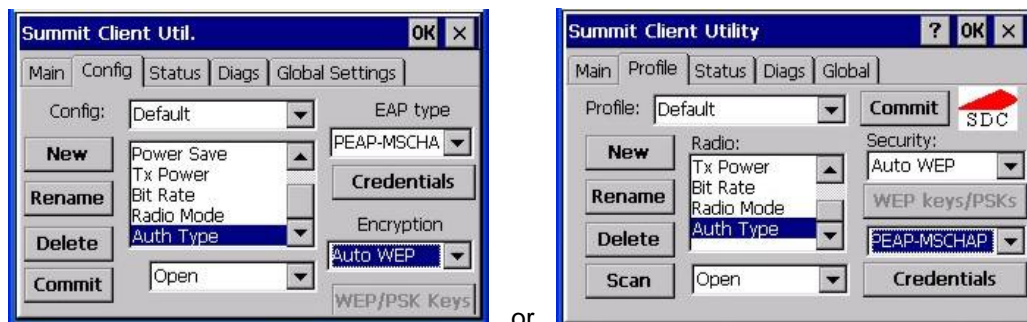 Summit Client Util. OK ×
Main Config Status Diags Global Settings
Config: Default EAP type
PEAP-MSCHA
New Power Save
Tx Power
Credentials
Rename Bit Rate
Radio Mode
Encryption
Delete Auth Type
Auto WEP
Commit Open
WEP/PSK Keys
or
Summit Client Utility ? OK ×
Main Profile Status Diags Global
Profile: Default Commit SDC
Radio: Security:
New Tx Power Auto WEP
Bit Rate
Rename Radio Mode WEP keys/PSKs
Delete Auth Type PEAP-MSCHAP
Scan Open Credentials